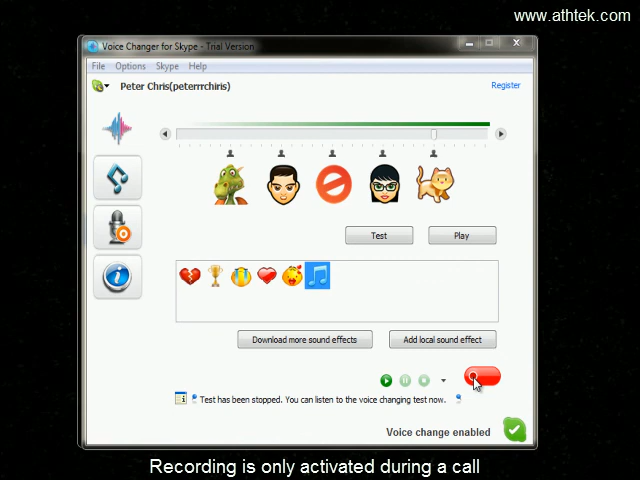 www.athtek.com
Voice Changer for Skype - Trial Version
File Options Skype Help
Peter Chris(peterrrchiris)
Register
Test
Play
Download more sound effects
Add local sound effect
Test has been stopped. You can listen to the voice changing test now.
Voice change enabled
Recording is only activated during a call